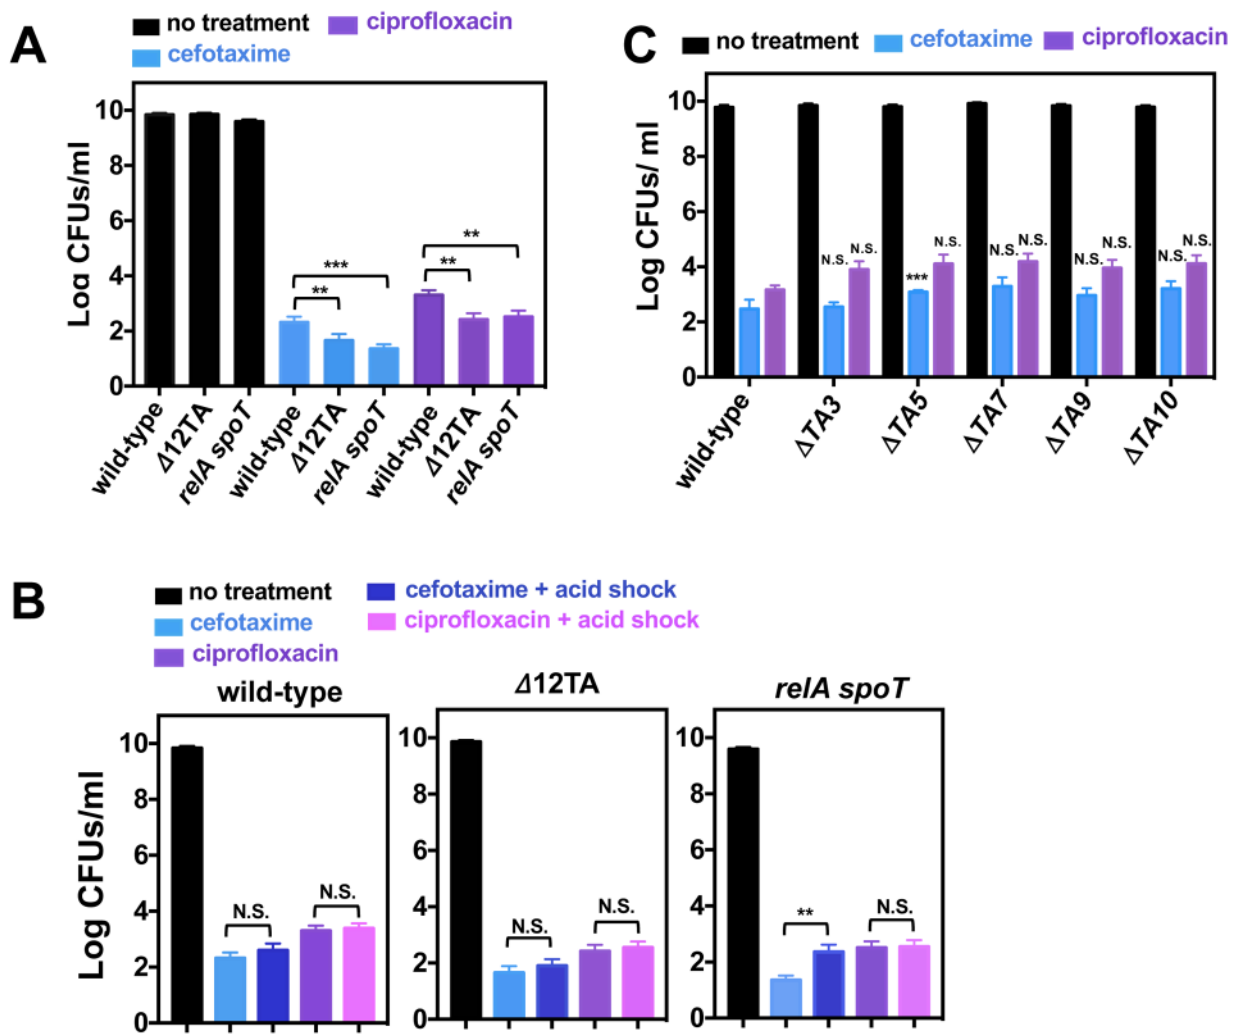 A
no treatment
ciprofloxacin
cefotaxime
Log CFUs/ml
10
8
6
4
2
0
***
**
**
**
wild-type
Δ12TA
relA spoT
wild-type
Δ12TA
relA spoT
wild-type
Δ12TA
relA spoT
C
no treatment
cefotaxime
ciprofloxacin
Log CFUs/ ml
10
8
6
4
2
0
N.S.
N.S.
***
N.S.
N.S.
N.S.
N.S.
N.S.
N.S.
N.S.
wild-type
ΔTA3
ΔTA5
ΔTA7
ΔTA9
ΔTA10
B
no treatment
cefotaxime
ciprofloxacin
cefotaxime + acid shock
ciprofloxacin + acid shock
wild-type
Log CFUs/ml
10
8
6
4
2
0
N.S.
N.S.
Δ12TA
10
8
6
4
2
0
N.S.
N.S.
relA spoT
10
8
6
4
2
0
**
N.S.